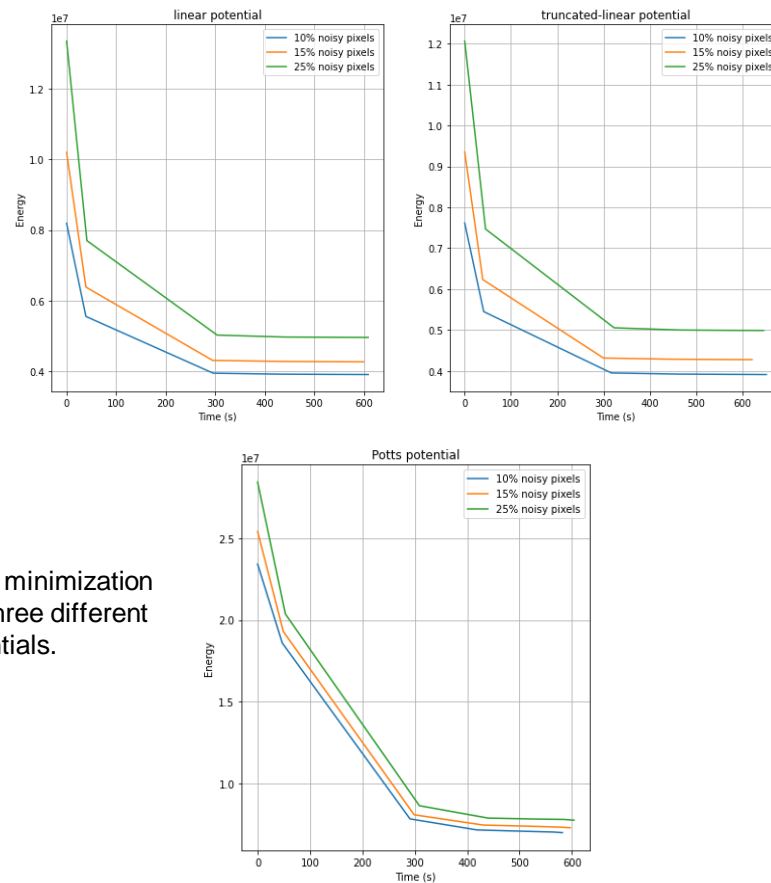 linear potential
1e7
10% noisy pixels
15% noisy pixels
25% noisy pixels
1.2
1.0
0.8
0.6
0.4
Energy
0 100 200 300 400 500 600
Time (s)
truncated-linear potential
1e7
10% noisy pixels
15% noisy pixels
25% noisy pixels
1.2
1.1
1.0
0.9
0.8
0.7
0.6
0.5
0.4
Energy
0 100 200 300 400 500 600
Time (s)
minimization
three different
ntials.
Potts potential
1e7
10% noisy pixels
15% noisy pixels
25% noisy pixels
2.5
2.0
1.5
1.0
Energy
0 100 200 300 400 500 600
Time (s)